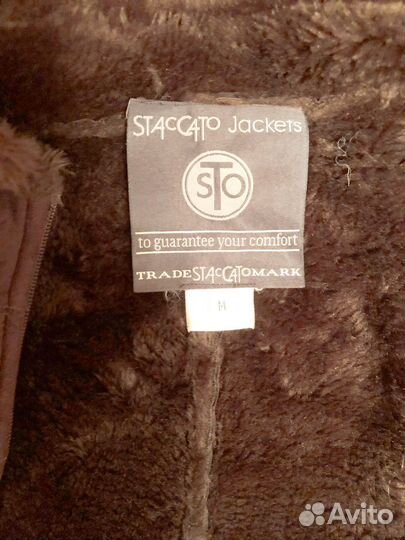 STACCATO Jackets
STO
to guarantee your comfort
TRADESTACCATOMARK
M
Avito